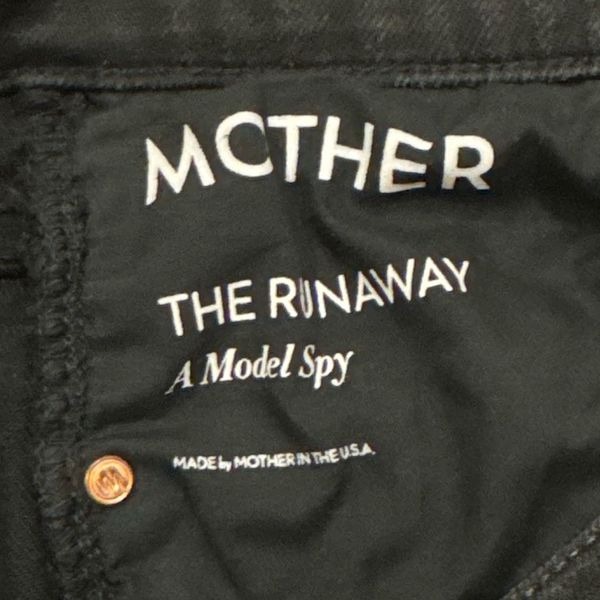 MOTHER
THE RUNAWAY
A Model Spy
MADE by MOTHER IN THE U.S.A.
M